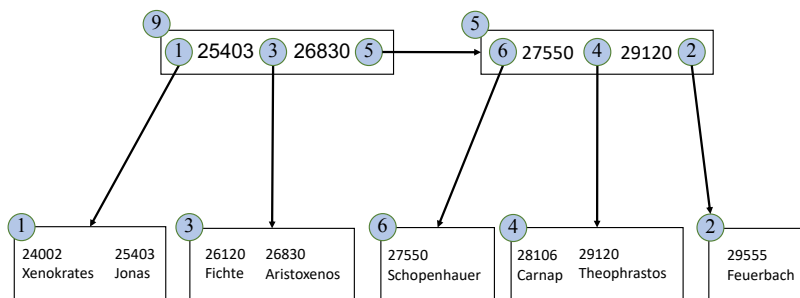 9
1 25403 3 26830 5
5
6 27550 4 29120 2
1
24002 25403
Xenokrates Jonas
3
26120 26830
Fichte Aristoxenos
6
27550
Schopenhauer
4
28106 29120
Carnap Theophrastos
2
29555
Feuerbach